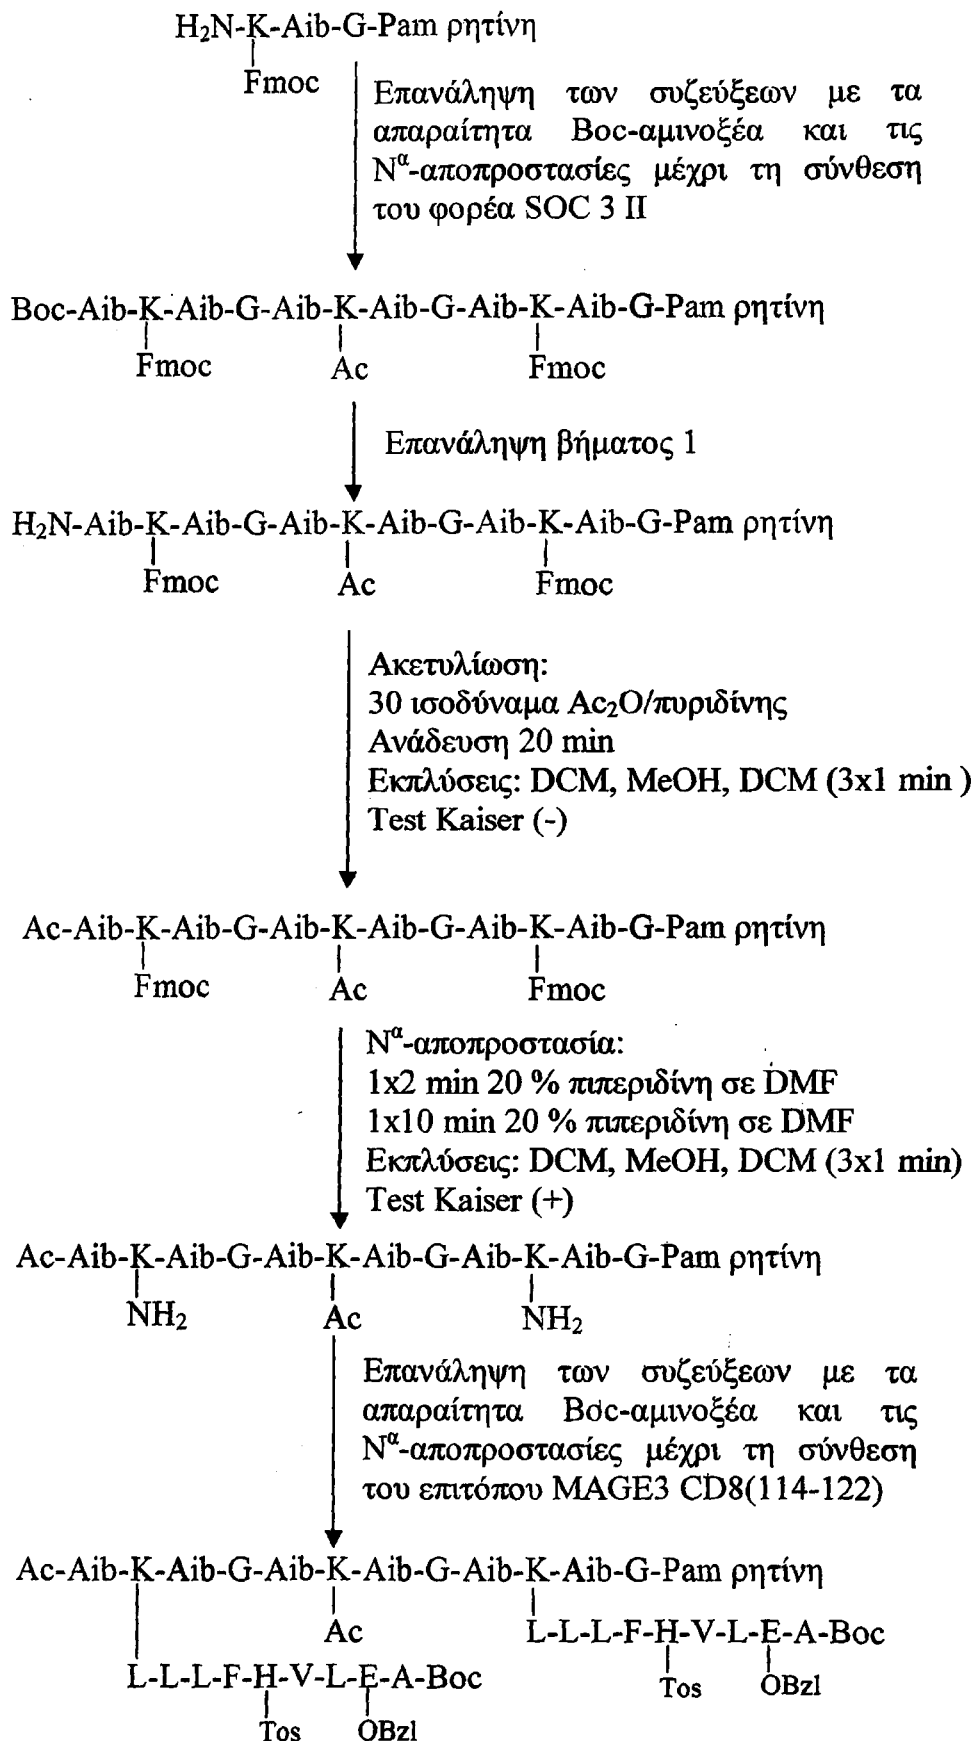 H₂N-K-Aib-G-Pam ρητίνη
Fmoc
Επανάληψη των συζεύξεων με τα
απαραίτητα Boc-αμινοξέα και τις
Nᵅ-αποπροστασίες μέχρι τη σύνθεση
του φορέα SOC 3 II
Boc-Aib-K-Aib-G-Aib-K-Aib-G-Aib-K-Aib-G-Pam ρητίνη
Fmoc Ac Fmoc
Επανάληψη βήματος 1
H₂N-Aib-K-Aib-G-Aib-K-Aib-G-Aib-K-Aib-G-Pam ρητίνη
Fmoc Ac Fmoc
Ακετυλίωση:
30 ισοδύναμα Ac₂O/πυριδίνης
Ανάδευση 20 min
Εκπλύσεις: DCM, MeOH, DCM (3x1 min )
Test Kaiser (-)
Ac-Aib-K-Aib-G-Aib-K-Aib-G-Aib-K-Aib-G-Pam ρητίνη
Fmoc Ac Fmoc
Nᵅ-αποπροστασία:
1x2 min 20 % πιπεριδίνη σε DMF
1x10 min 20 % πιπεριδίνη σε DMF
Εκπλύσεις: DCM, MeOH, DCM (3x1 min)
Test Kaiser (+)
Ac-Aib-K-Aib-G-Aib-K-Aib-G-Aib-K-Aib-G-Pam ρητίνη
NH₂ Ac NH₂
Επανάληψη των συζεύξεων με τα
απαραίτητα Boc-αμινοξέα και τις
Nᵅ-αποπροστασίες μέχρι τη σύνθεση
του επιτόπου MAGE3 CD8(114-122)
Ac-Aib-K-Aib-G-Aib-K-Aib-G-Aib-K-Aib-G-Pam ρητίνη
Ac L-L-L-F-H-V-L-E-A-Boc
Tos OBzl
L-L-L-F-H-V-L-E-A-Boc
Tos OBzl